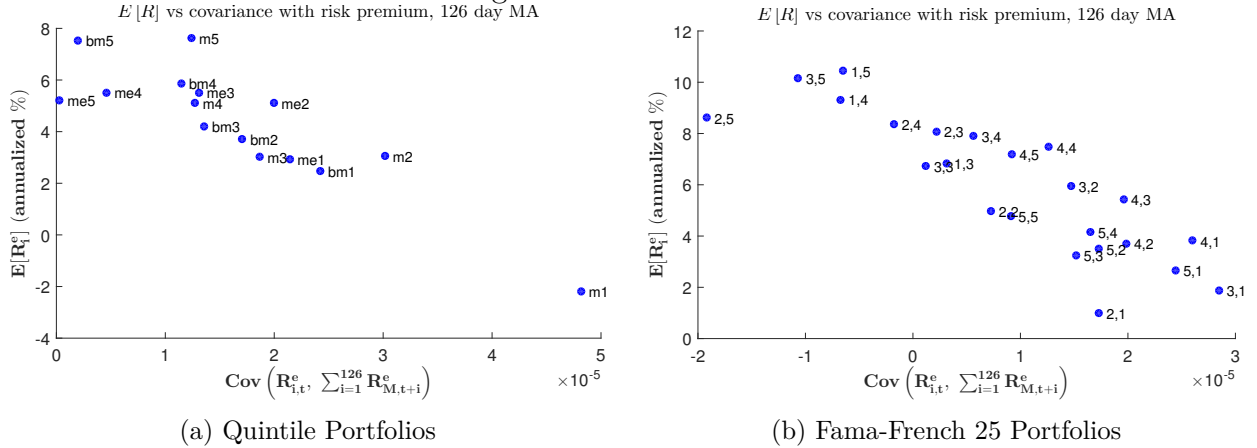 E [R] vs covariance with risk premium, 126 day MA
8
6
4
2
0
-2
-4
E[R_i^e] (annualized %)
bm5
m5
bm4
me4
me3
me5
m4
me2
bm3
bm2
m3
me1
m2
bm1
m1
0
1
2
3
4
5
×10^-5
Cov (R_{i,t}^e, ∑_{i=1}^{126} R_{M,t+i}^e)
(a) Quintile Portfolios
E [R] vs covariance with risk premium, 126 day MA
12
10
8
6
4
2
0
E[R_i^e] (annualized %)
1,5
3,5
1,4
2,5
2,4
2,3
3,4
4,4
4,5
3,3
1,3
3,2
4,3
2,2
5,5
5,4
4,1
4,2
5,2
5,3
5,1
3,1
2,1
-2
-1
0
1
2
3
×10^-5
Cov (R_{i,t}^e, ∑_{i=1}^{126} R_{M,t+i}^e)
(b) Fama-French 25 Portfolios